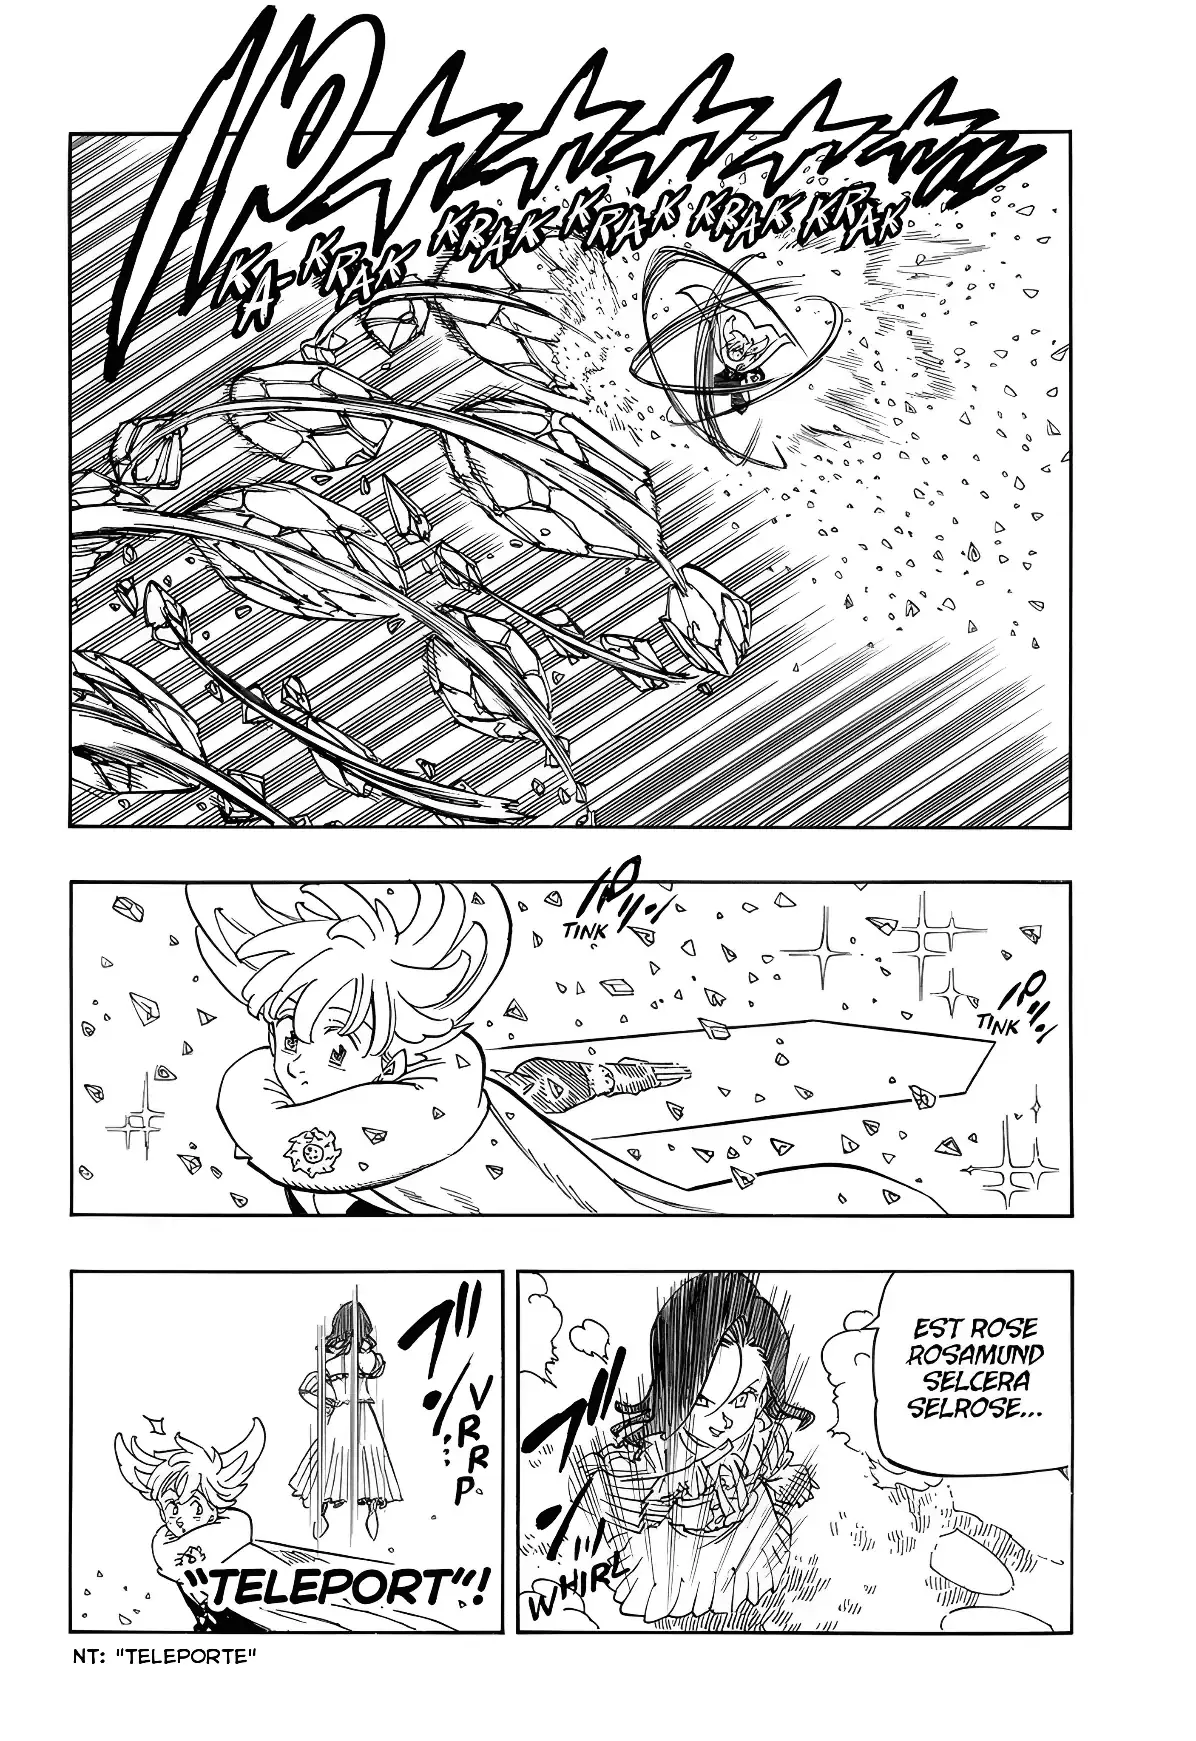 KA-KRAK KRAK KRAK KRAK KRAK
TINK
TINK
EST ROSE
ROSAMUND
SELCERA
SELROSE...
WHIRL
VRRP
"TELEPORT"!
NT: "TELEPORTE"